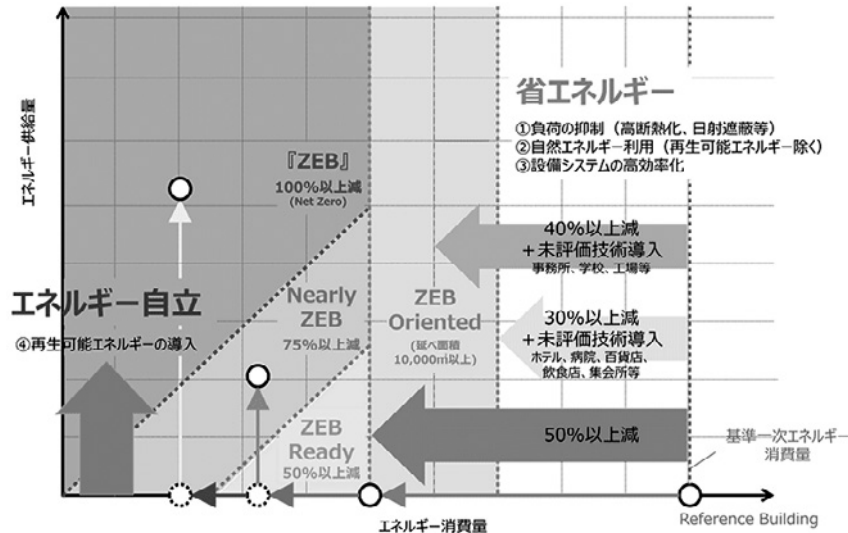 エネルギー供給量
省エネルギー
①負荷の抑制（高断熱化、日射遮蔽等）
②自然エネルギー利用（再生可能エネルギー除く）
③設備システムの高効率化
『ZEB』
100%以上減
(Net Zero)
40%以上減
＋未評価技術導入
事務所、学校、工場等
エネルギー自立
④再生可能エネルギーの導入
Nearly
ZEB
75%以上減
ZEB
Oriented
(延べ面積
10,000㎡以上)
30%以上減
＋未評価技術導入
ホテル、病院、百貨店、
飲食店、集会所等
ZEB
Ready
50%以上減
50%以上減
基準一次エネルギー
消費量
エネルギー消費量
Reference Building